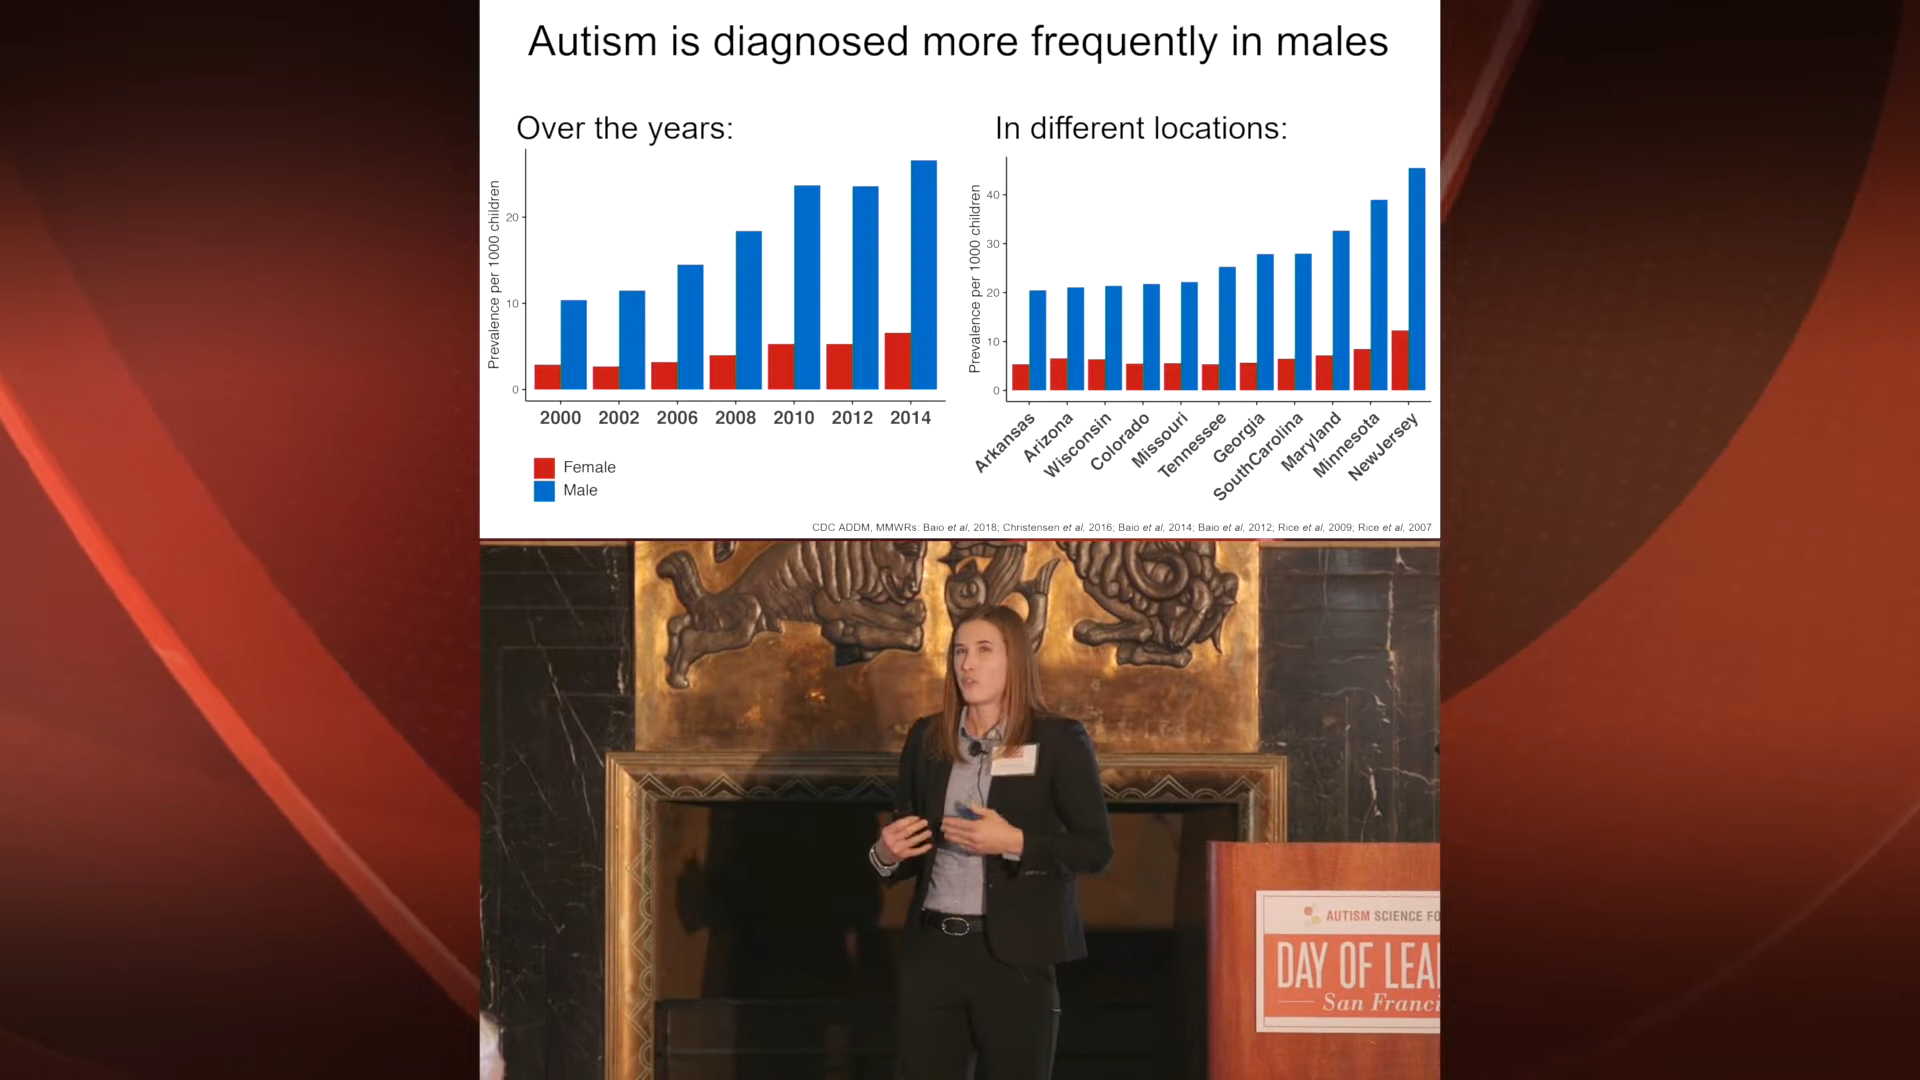 Autism is diagnosed more frequently in males
Over the years:
Prevalence per 1000 children
20
10
0
2000 2002 2006 2008 2010 2012 2014
Female
Male
In different locations:
Prevalence per 1000 children
40
30
20
10
0
Arkansas
Arizona
Wisconsin
Colorado
Missouri
Tennessee
Georgia
SouthCarolina
Maryland
Minnesota
NewJersey
CDC ADDM, MMWRs: Baio et al, 2018; Christensen et al, 2016; Baio et al, 2014; Baio et al, 2012; Rice et al, 2009; Rice et al, 2007
AUTISM SCIENCE FO
DAY OF LEA
San Franci